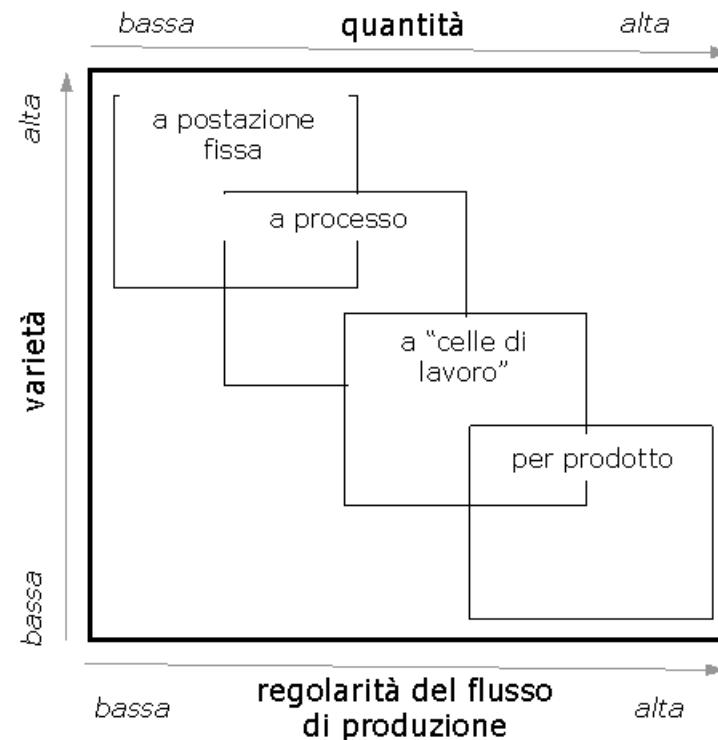 bassa quantità alta
alta
a postazione
fissa
a processo
varietà
a "celle di
lavoro"
per prodotto
bassa
regolarità del flusso
bassa di produzione alta